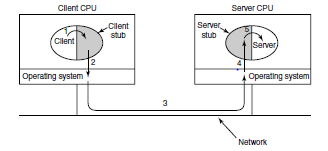 Client CPU
Server CPU
1
Client
stub
Client
2
Operating system
Server
stub
5
Server
4
Operating system
3
Network